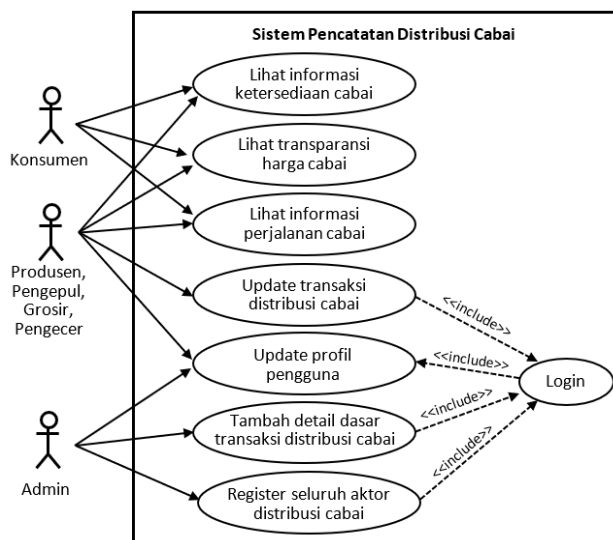 Sistem Pencatatan Distribusi Cabai
Lihat informasi
ketersediaan cabai
Konsumen
Lihat transparansi
harga cabai
Lihat informasi
perjalanan cabai
Produsen,
Pengepul,
Grosir,
Pengecer
Update transaksi
distribusi cabai
<<include>>
Update profil
pengguna
<<include>>
Login
Tambah detail dasar
transaksi distribusi cabai
<<include>>
Admin
Register seluruh aktor
distribusi cabai
<<include>>